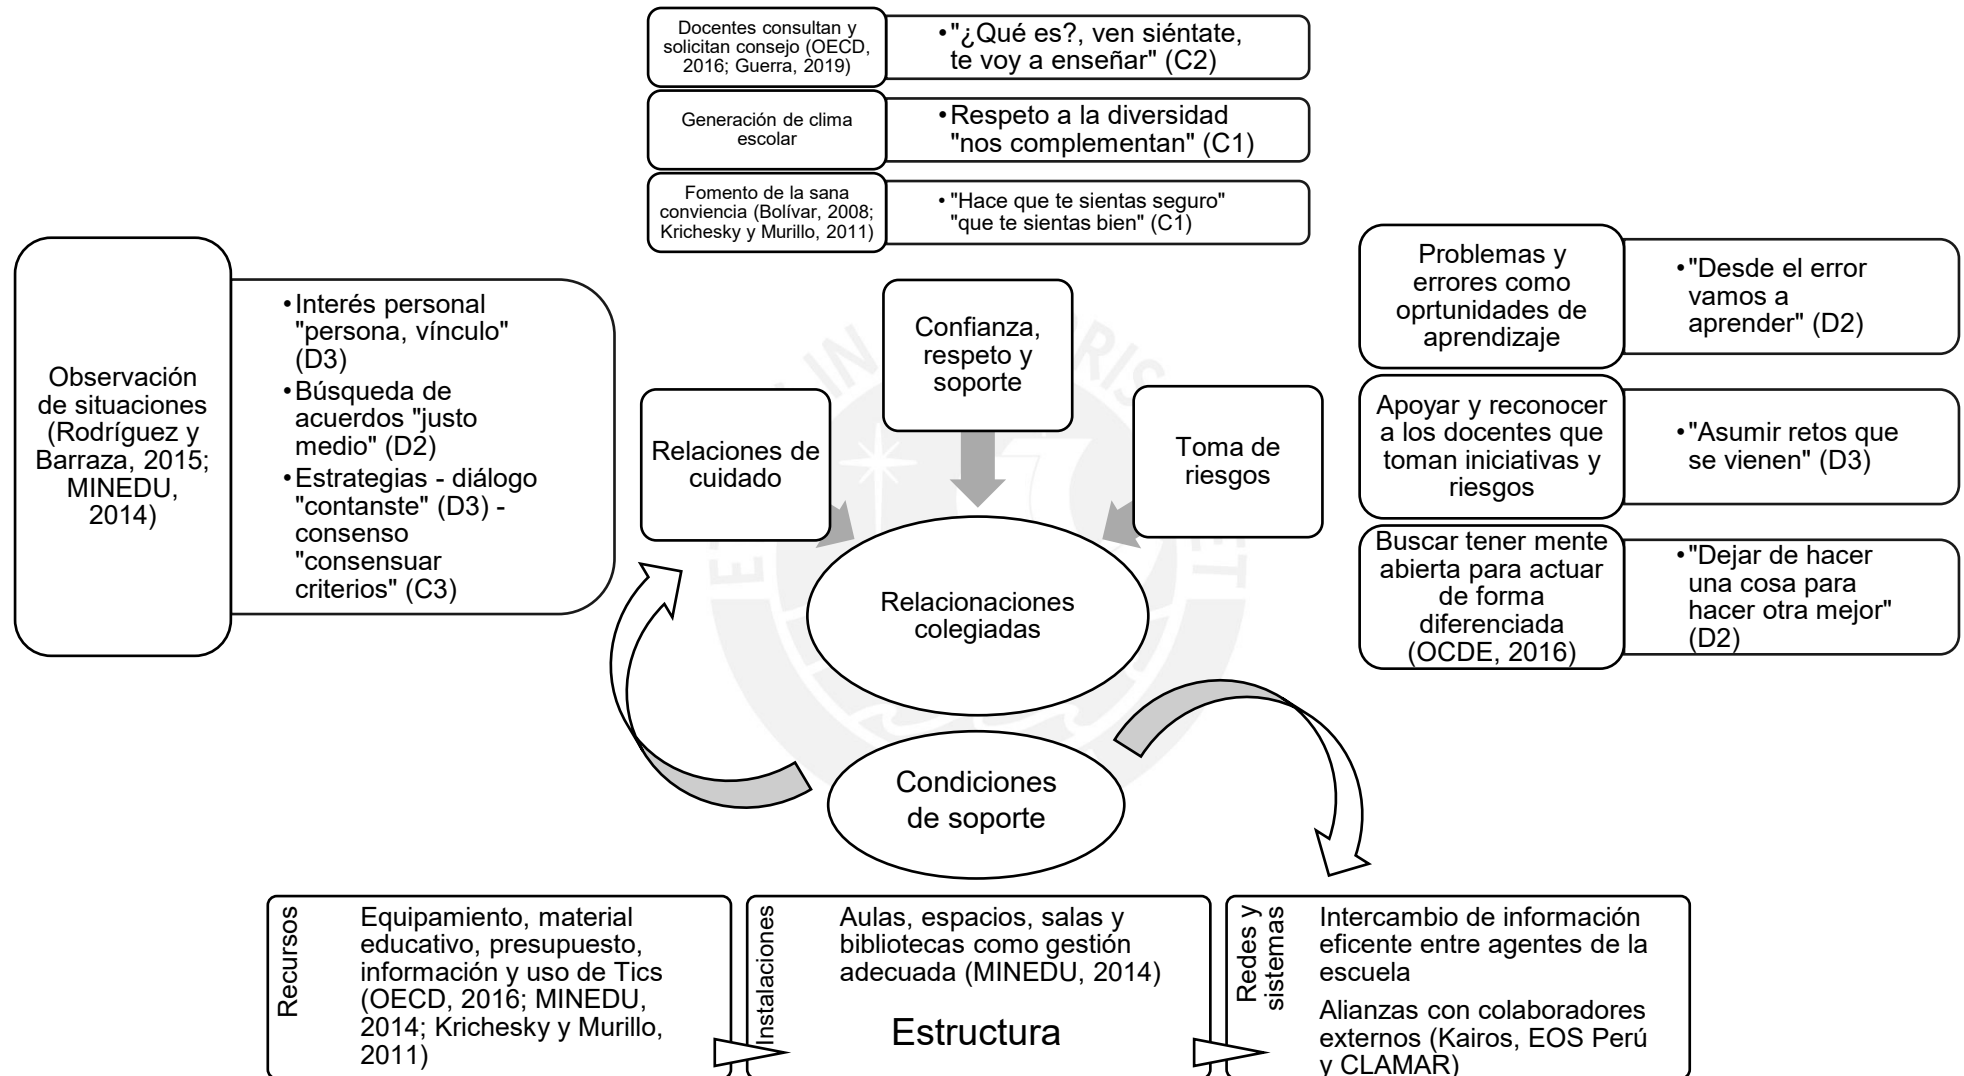 Docentes consultan y
solicitan consejo (OECD,
2016; Guerra, 2019)
•"¿Qué es?, ven siéntate,
te voy a enseñar" (C2)
Generación de clima
escolar
•Respeto a la diversidad
"nos complementan" (C1)
Fomento de la sana
conviencia (Bolívar, 2008;
Krichesky y Murillo, 2011)
• "Hace que te sientas seguro"
"que te sientas bien" (C1)
Observación
de situaciones
(Rodríguez y
Barraza, 2015;
MINEDU,
2014)
•Interés personal
"persona, vínculo"
(D3)
•Búsqueda de
acuerdos "justo
medio" (D2)
•Estrategias - diálogo
"contanste" (D3) -
consenso
"consensuar
criterios" (C3)
Relaciones de
cuidado
Confianza,
respeto y
soporte
Toma de
riesgos
Problemas y
errores como
oprtunidades de
aprendizaje
•"Desde el error
vamos a
aprender" (D2)
Apoyar y reconocer
a los docentes que
toman iniciativas y
riesgos
•"Asumir retos que
se vienen" (D3)
Buscar tener mente
abierta para actuar
de forma
diferenciada
(OCDE, 2016)
•"Dejar de hacer
una cosa para
hacer otra mejor"
(D2)
Relacionaciones
colegiadas
Condiciones
de soporte
Recursos
Equipamiento, material
educativo, presupuesto,
información y uso de Tics
(OECD, 2016; MINEDU,
2014; Krichesky y Murillo,
2011)
Instalaciones
Aulas, espacios, salas y
bibliotecas como gestión
adecuada (MINEDU, 2014)
Estructura
Redes y
sistemas
Intercambio de información
eficente entre agentes de la
escuela
Alianzas con colaboradores
externos (Kairos, EOS Perú
y CLAMAR)